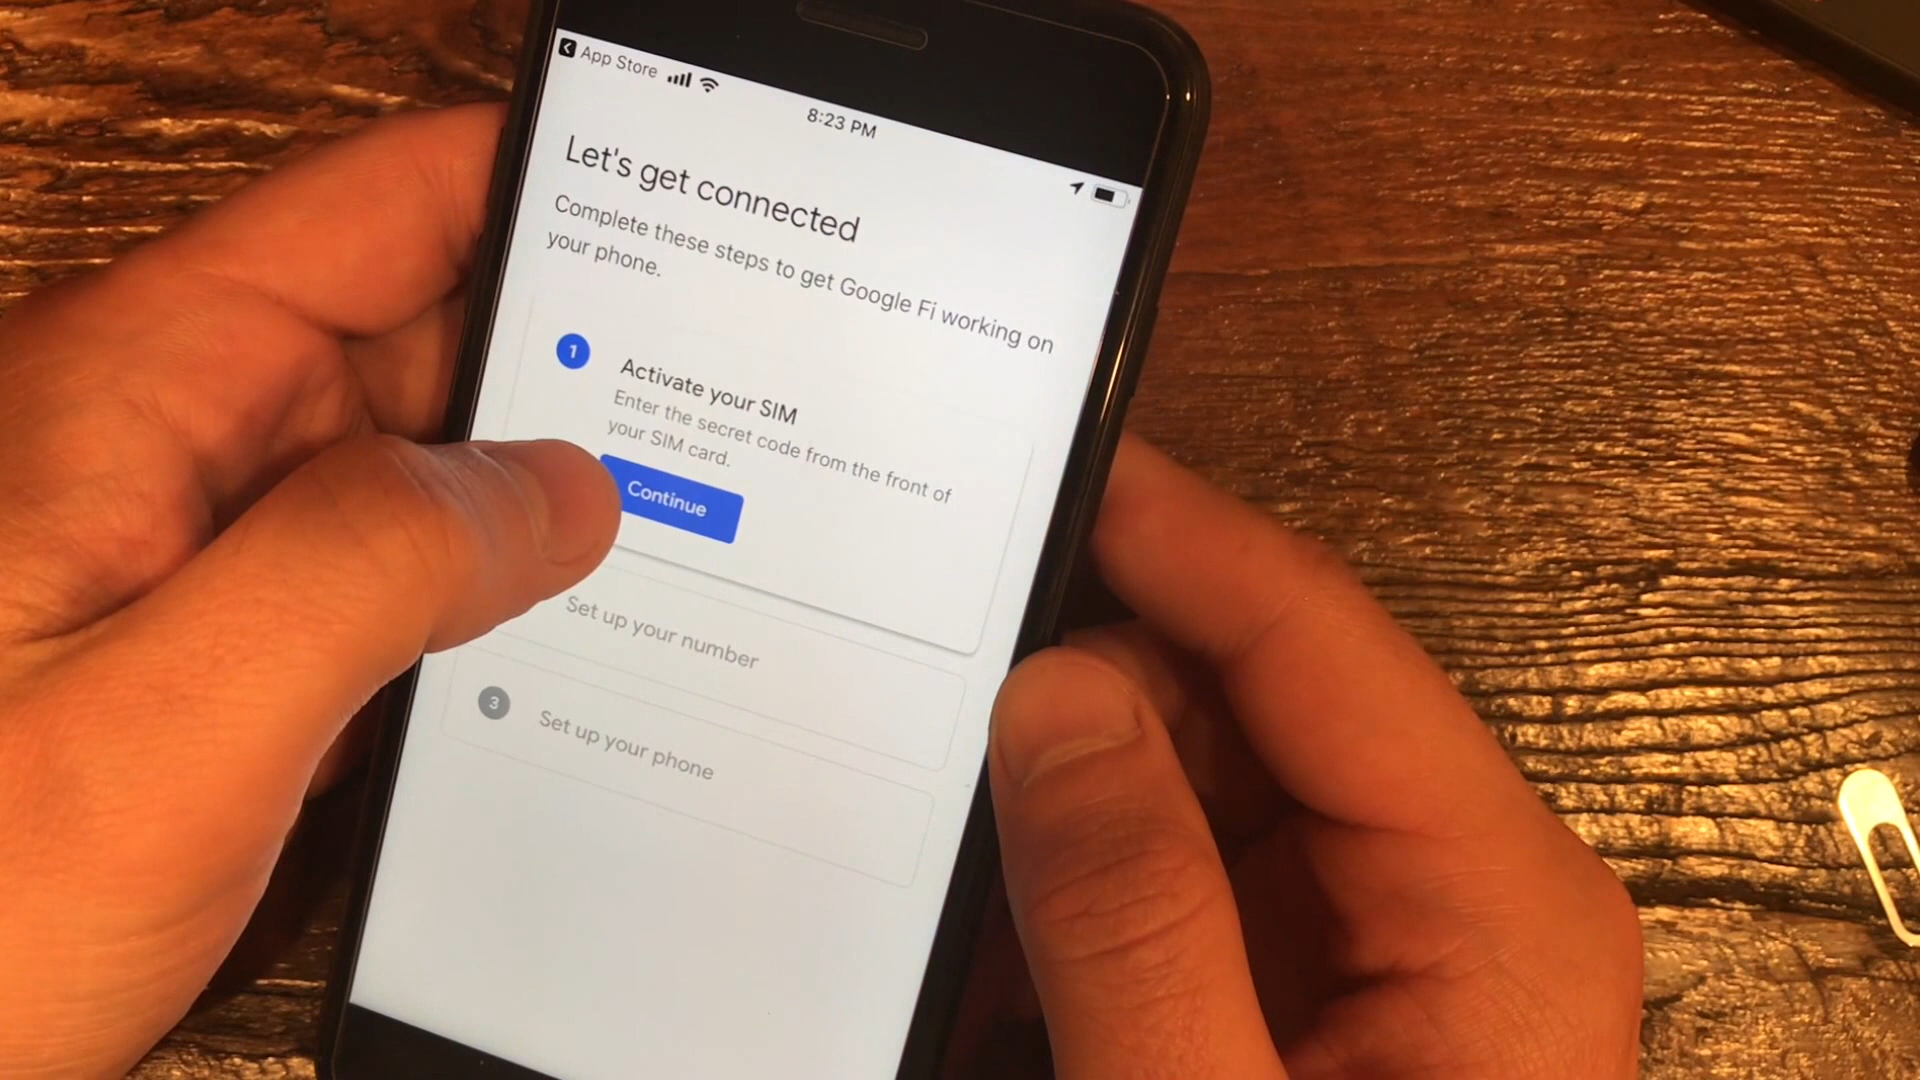 App Store
8:23 PM
Let's get connected
Complete these steps to get Google Fi working on
your phone.
1
Activate your SIM
Enter the secret code from the front of
your SIM card.
Continue
Set up your number
3
Set up your phone